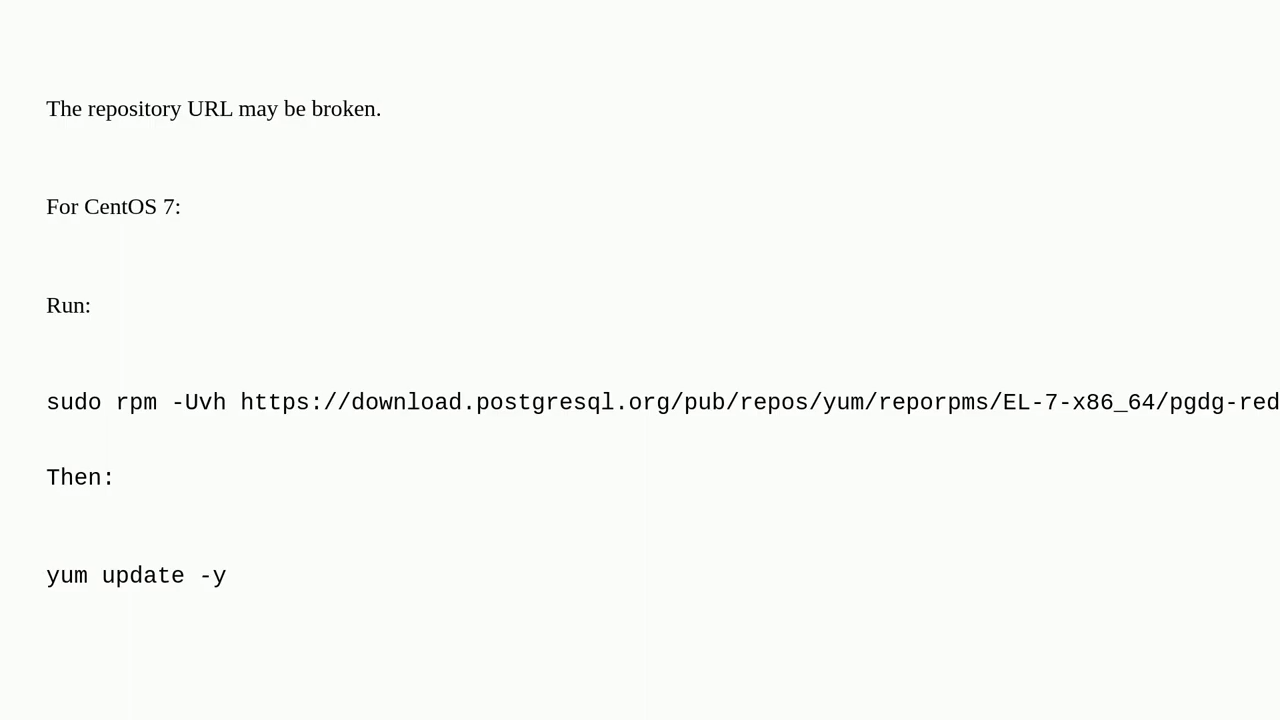 The repository URL may be broken.
For CentOS 7:
Run:
sudo rpm -Uvh https://download.postgresql.org/pub/repos/yum/reporpms/EL-7-x86_64/pgdg-red
Then:
yum update -y